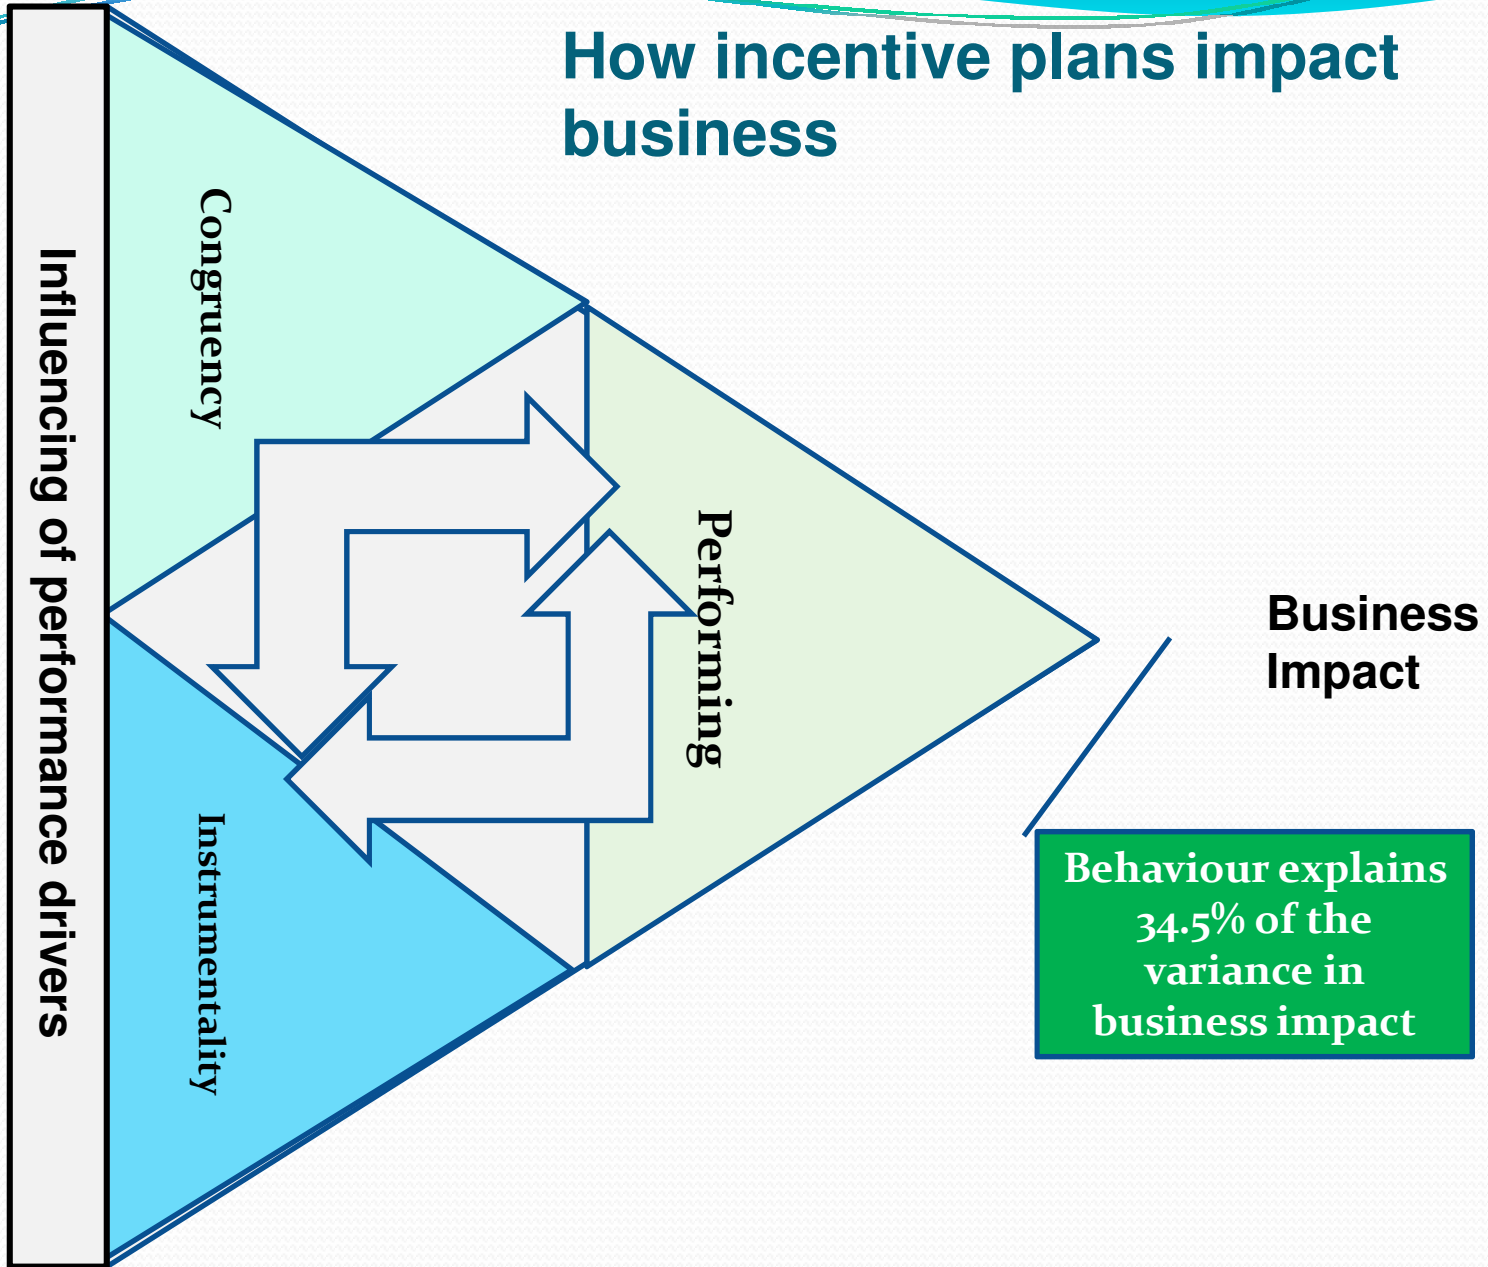 How incentive plans impact
business
Influencing of performance drivers
Congruency
Performing
Instrumentality
Business
Impact
Behaviour explains
34.5% of the
variance in
business impact